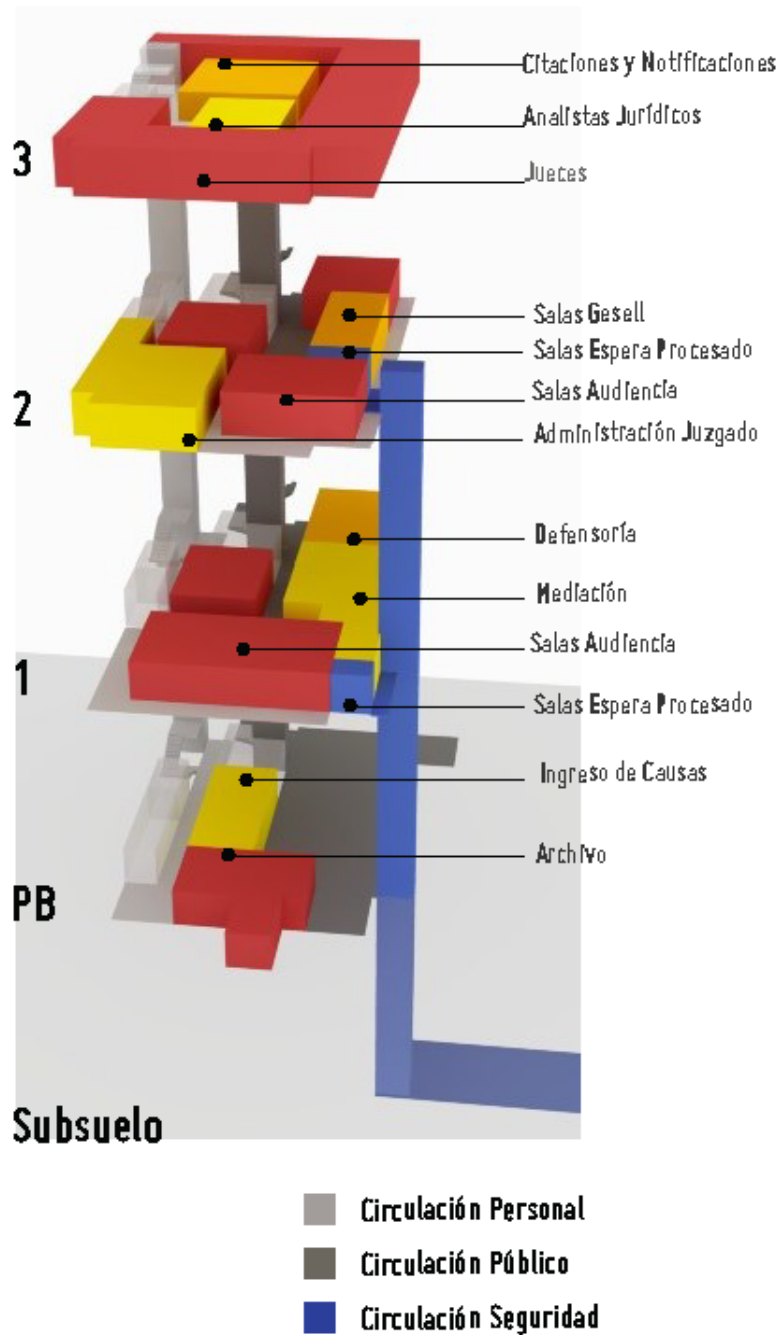 Citaciones y Notificaciones
Analistas Jurídicos
3
Jueces
Salas Gesell
Salas Espera Procesado
2
Salas Audiencia
Administración Juzgado
Defensoría
Mediación
Salas Audiencia
1
Salas Espera Procesado
Ingreso de Causas
Archivo
PB
Subsuelo
Circulación Personal
Circulación Público
Circulación Seguridad